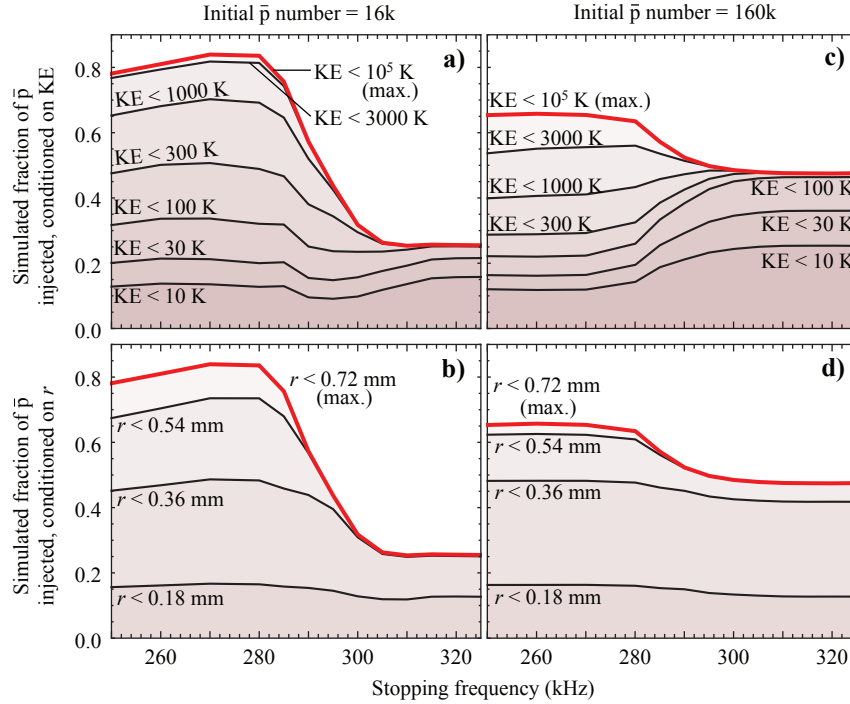 Initial p̄ number = 16k
Initial p̄ number = 160k
Simulated fraction of p̄
injected, conditioned on KE
0.8
0.6
0.4
0.2
0.0
a)
KE < 10⁵ K
(max.)
KE < 3000 K
KE < 1000 K
KE < 300 K
KE < 100 K
KE < 30 K
KE < 10 K
c)
KE < 10⁵ K (max.)
KE < 3000 K
KE < 1000 K
KE < 300 K
KE < 100 K
KE < 30 K
KE < 10 K
Simulated fraction of p̄
injected, conditioned on r
0.8
0.6
0.4
0.2
0.0
b)
r < 0.72 mm
(max.)
r < 0.54 mm
r < 0.36 mm
r < 0.18 mm
d)
r < 0.72 mm
(max.)
r < 0.54 mm
r < 0.36 mm
r < 0.18 mm
260 280 300 320 260 280 300 320
Stopping frequency (kHz)